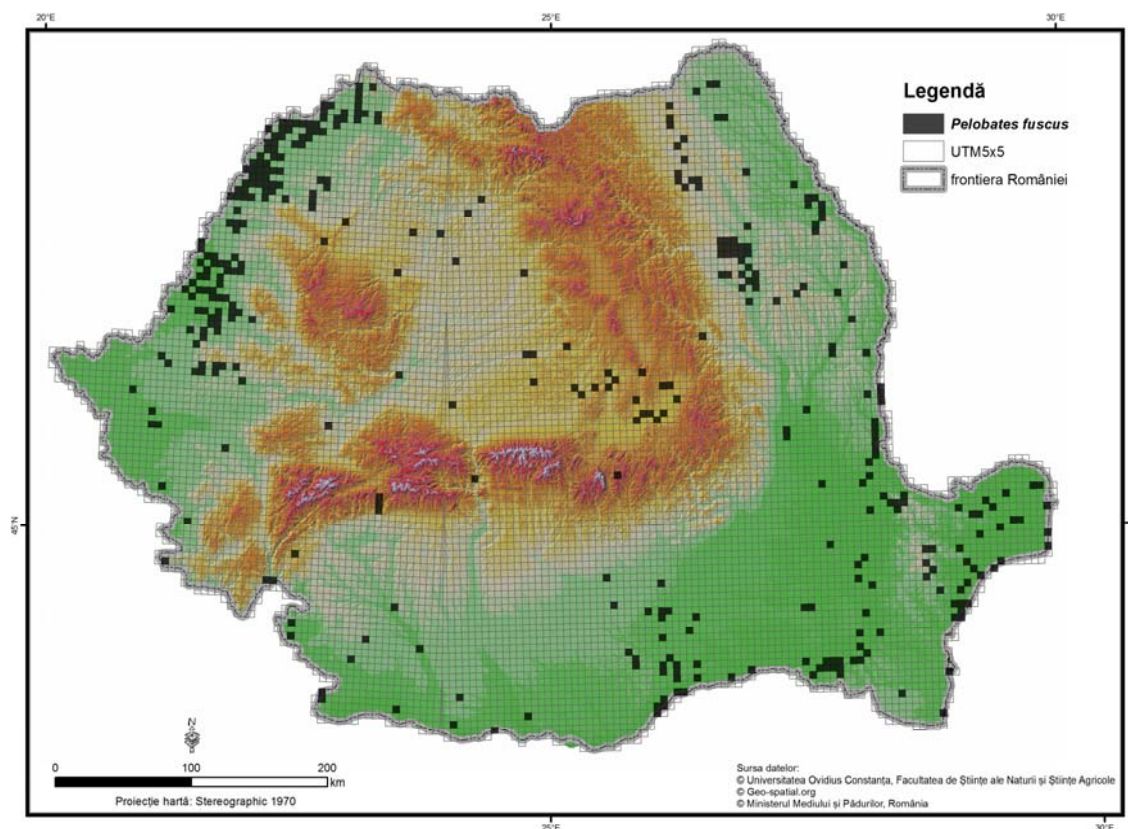 20°E
25°E
30°E
Legendă
Pelobates fuscus
UTM5x5
frontiera României
45°N
N
0 100 200
km
Proiecție hartă: Stereographic 1970
Sursa datelor:
© Universitatea Ovidius Constanța, Facultatea de Științe ale Naturii și Științe Agricole
© Geo-spatial.org
© Ministerul Mediului și Pădurilor, România
25°E
30°E